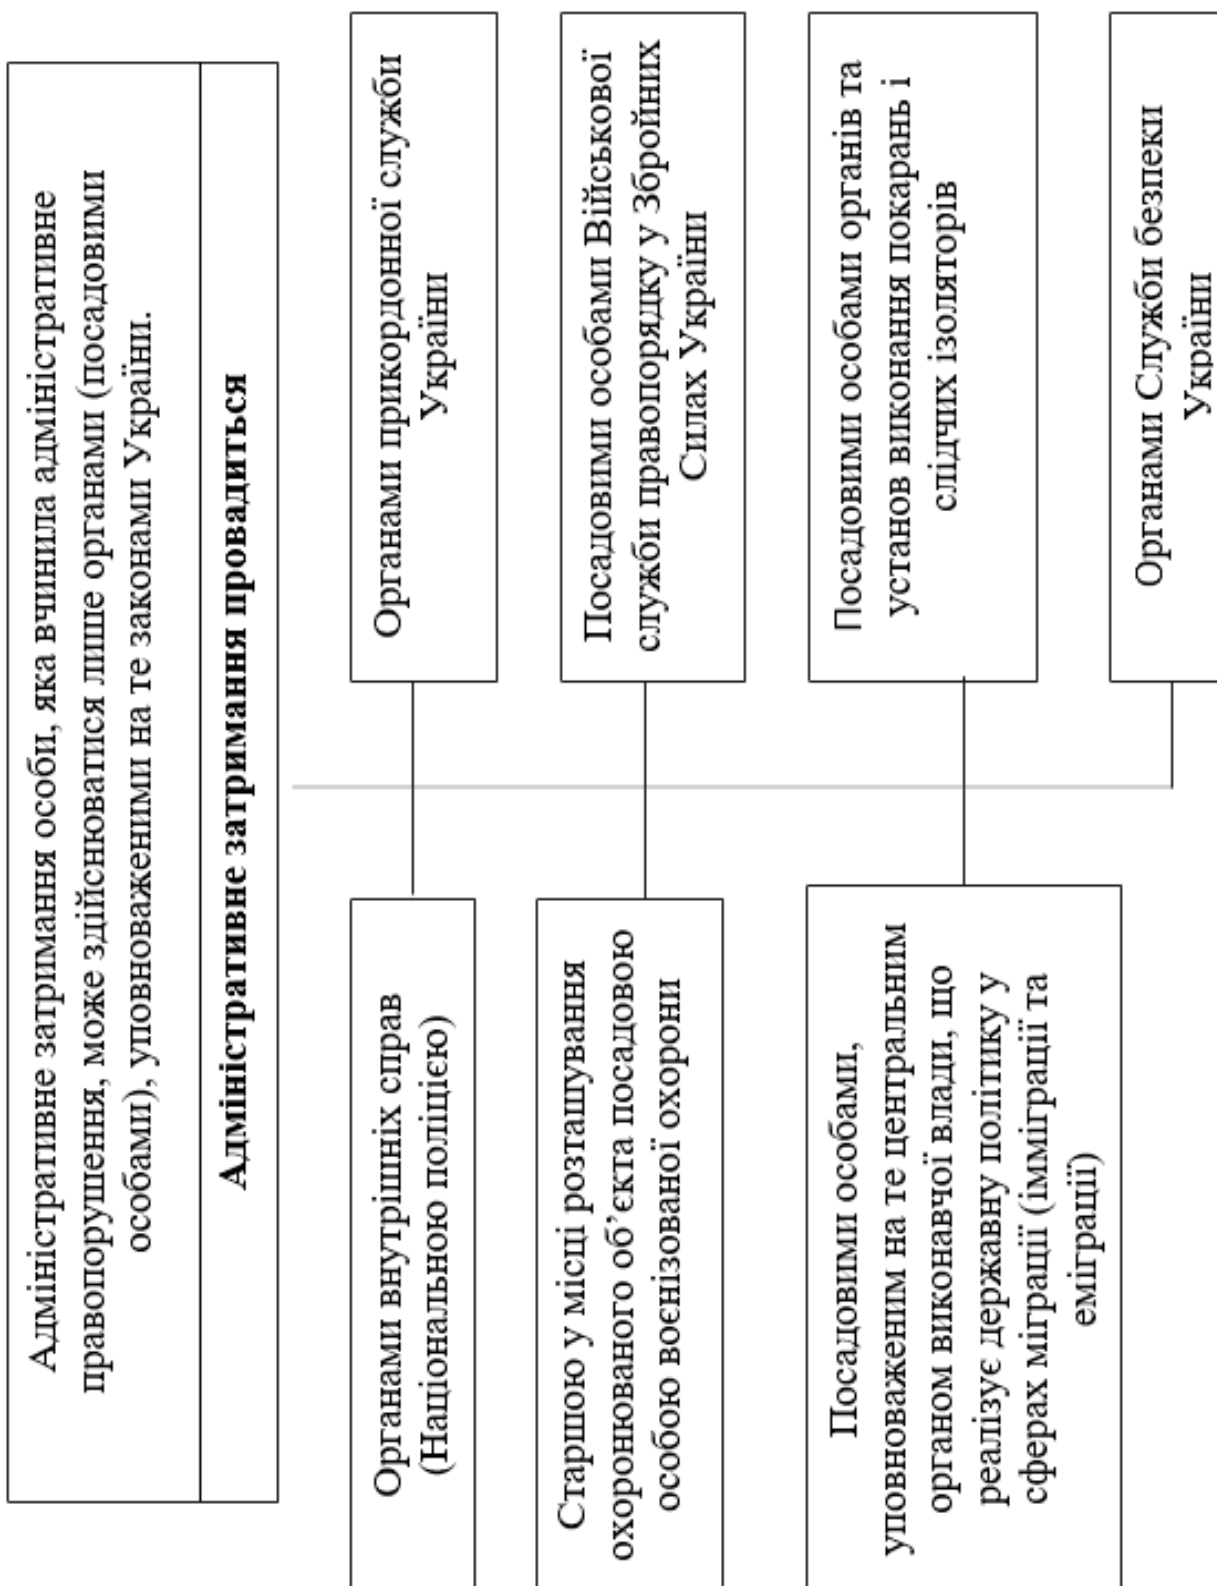 Адміністративне затримання особи, яка вчинила адміністративне
правопорушення, може здійснюватися лише органами (посадовими
особами), уповноваженими на те законами України.
Адміністративне затримання провадиться
Органами внутрішніх справ
(Національною поліцією)
Органами прикордонної служби
України
Старшою у місці розташування
охоронюваного об’єкта посадовою
особою воєнізованої охорони
Посадовими особами Військової
служби правопорядку у Збройних
Силах України
Посадовими особами,
уповноваженим на те центральним
органом виконавчої влади, що
реалізує державну політику у
сферах міграції (імміграції та
еміграції)
Посадовими особами органів та
установ виконання покарань і
слідчих ізоляторів
Органами Служби безпеки
України